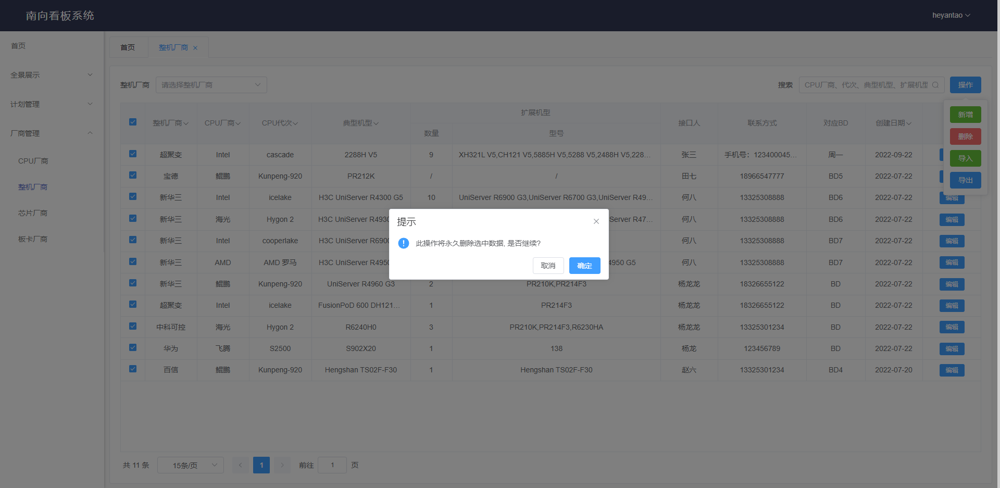 南向看板系统
heyantao
首页
全景展示
计划管理
厂商管理
CPU厂商
整机厂商
芯片厂商
板卡厂商
首页 整机厂商
整机厂商 请选择整机厂商 搜索 CPU厂商、代次、典型机型、扩展机型 操作
新增
删除
导入
导出
整机厂商 CPU厂商 CPU代次 典型机型 扩展机型 接口人 联系方式 对应BD 创建日期
数量 型号
超聚变 Intel cascade 2288H V5 9 XH321L V5,CH121 V5,5885H V5,5288 V5,2488H V5,228... 张三 手机号：123400045... 周一 2022-09-22
宝德 鲲鹏 Kunpeng-920 PR212K / / 田七 18966547777 BD5 2022-07-22
新华三 Intel icelake H3C UniServer R4300 G5 10 UniServer R6900 G3,UniServer R6700 G3,UniServer R49... 何八 13325308888 BD6 2022-07-22 编辑
新华三 海光 Hygon 2 H3C UniServer R4930 Server R47... 何八 13325308888 BD6 2022-07-22 编辑
新华三 Intel cooperlake H3C UniServer R6900 何八 13325308888 BD7 2022-07-22 编辑
新华三 AMD AMD 罗马 H3C UniServer R4950 4950 G5 何八 13325308888 BD7 2022-07-22 编辑
新华三 鲲鹏 Kunpeng-920 UniServer R4960 G3 2 PR210K,PR214F3 杨龙龙 18326655122 BD 2022-07-22 编辑
超聚变 Intel icelake FusionPoD 600 DH121... 1 PR214F3 杨龙龙 18326655122 BD 2022-07-22 编辑
中科可控 海光 Hygon 2 R6240H0 3 PR210K,PR214F3,R6230HA 杨龙龙 13325301234 BD 2022-07-22 编辑
华为 飞腾 S2500 S902X20 1 138 杨龙 123456789 BD 2022-07-22 编辑
百信 鲲鹏 Kunpeng-920 Hengshan TS02F-F30 1 Hengshan TS02F-F30 赵六 13325301234 BD4 2022-07-20 编辑
提示
此操作将永久删除选中数据, 是否继续?
取消 确定
共 11 条 15条/页 1 前往 1 页